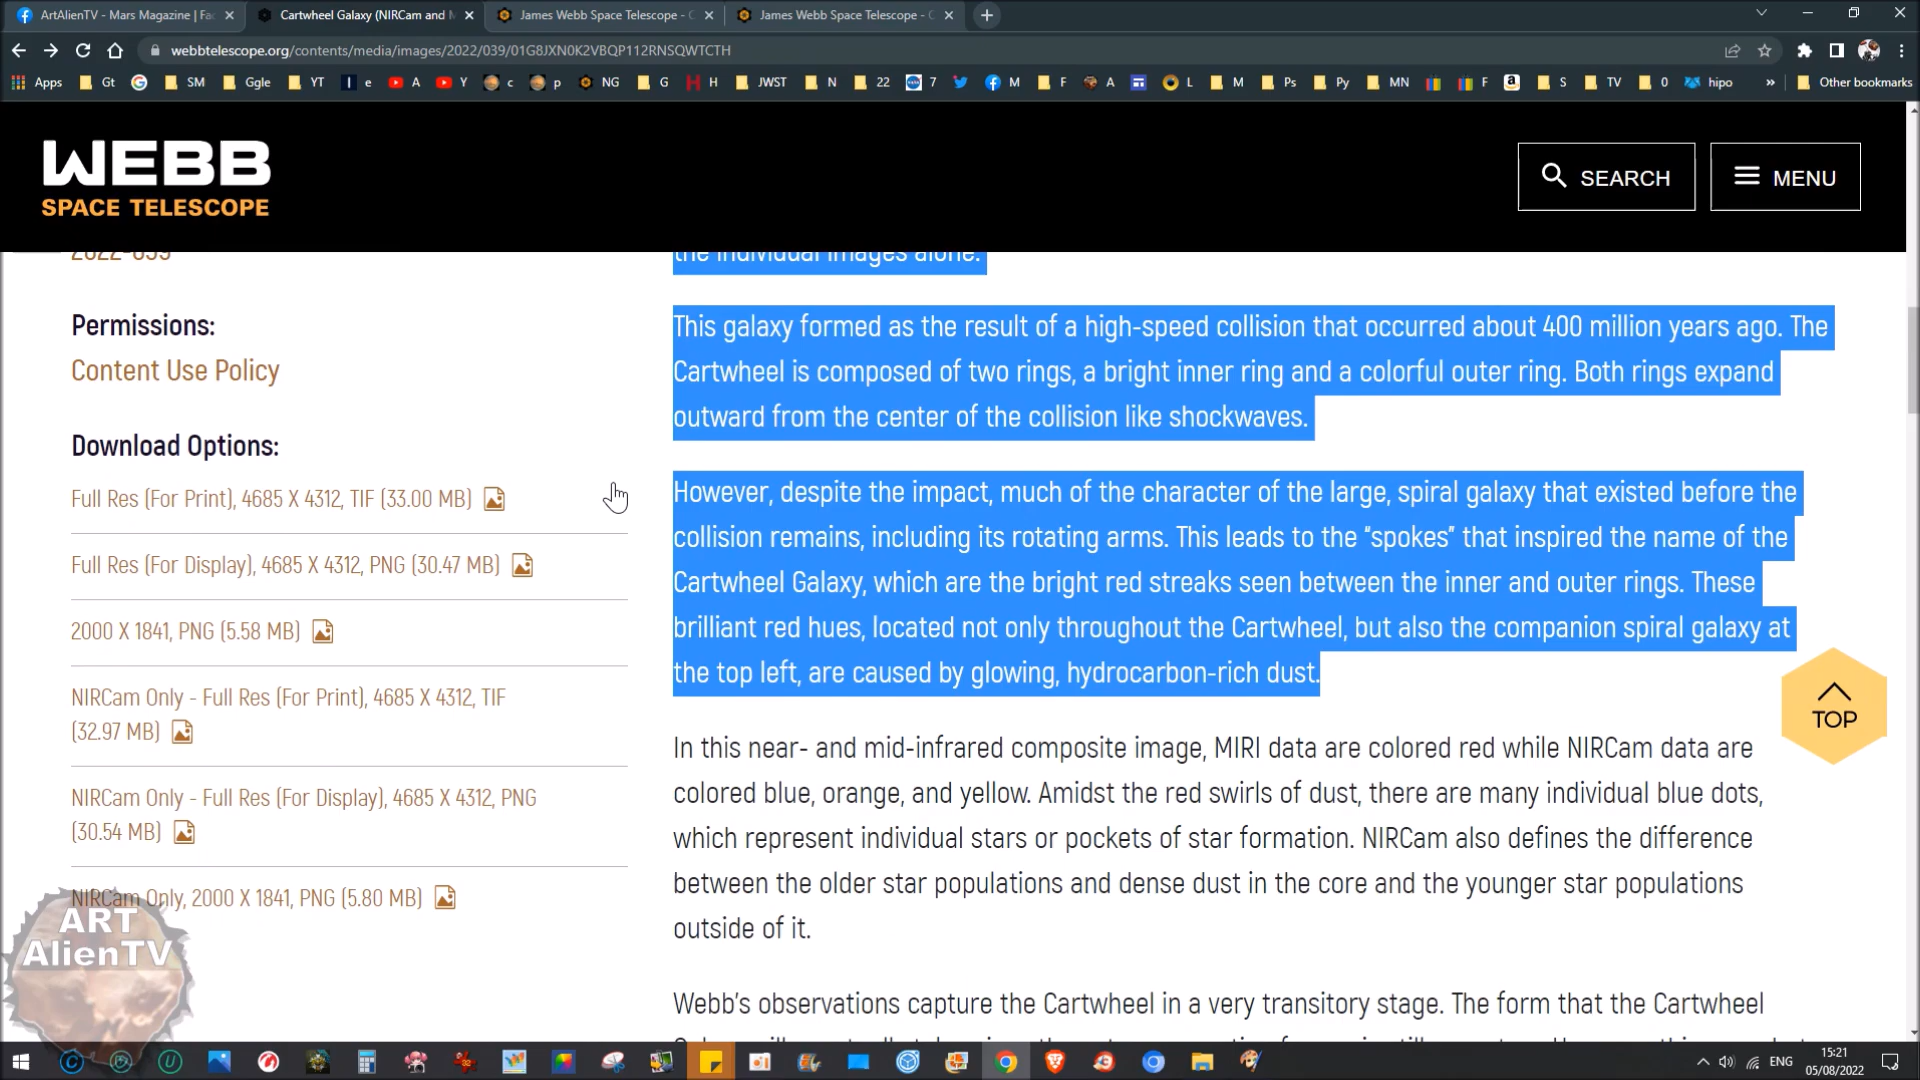 ArtAlienTV - Mars Magazine | Fac
Cartwheel Galaxy (NIRCam and M
James Webb Space Telescope - G
James Webb Space Telescope - G
webbtelescope.org/contents/media/images/2022/039/01G8JXN0K2VBQP112RNSQWTCTH
Apps Gt SM Ggle YT e A Y c p NG G H JWST N 22 7 M F A L M Ps Py MN F S TV 0 hipo » Other bookmarks
WEBB
SPACE TELESCOPE
SEARCH
MENU
2022-039
Permissions:
Content Use Policy
Download Options:
Full Res (For Print), 4685 X 4312, TIF (33.00 MB)
Full Res (For Display), 4685 X 4312, PNG (30.47 MB)
2000 X 1841, PNG (5.58 MB)
NIRCam Only - Full Res (For Print), 4685 X 4312, TIF
(32.97 MB)
NIRCam Only - Full Res (For Display), 4685 X 4312, PNG
(30.54 MB)
NIRCam Only, 2000 X 1841, PNG (5.80 MB)
ART
AlienTV
the individual images alone.
This galaxy formed as the result of a high-speed collision that occurred about 400 million years ago. The
Cartwheel is composed of two rings, a bright inner ring and a colorful outer ring. Both rings expand
outward from the center of the collision like shockwaves.
However, despite the impact, much of the character of the large, spiral galaxy that existed before the
collision remains, including its rotating arms. This leads to the “spokes” that inspired the name of the
Cartwheel Galaxy, which are the bright red streaks seen between the inner and outer rings. These
brilliant red hues, located not only throughout the Cartwheel, but also the companion spiral galaxy at
the top left, are caused by glowing, hydrocarbon-rich dust.
In this near- and mid-infrared composite image, MIRI data are colored red while NIRCam data are
colored blue, orange, and yellow. Amidst the red swirls of dust, there are many individual blue dots,
which represent individual stars or pockets of star formation. NIRCam also defines the difference
between the older star populations and dense dust in the core and the younger star populations
outside of it.
Webb’s observations capture the Cartwheel in a very transitory stage. The form that the Cartwheel
TOP
ENG
15:21
05/08/2022